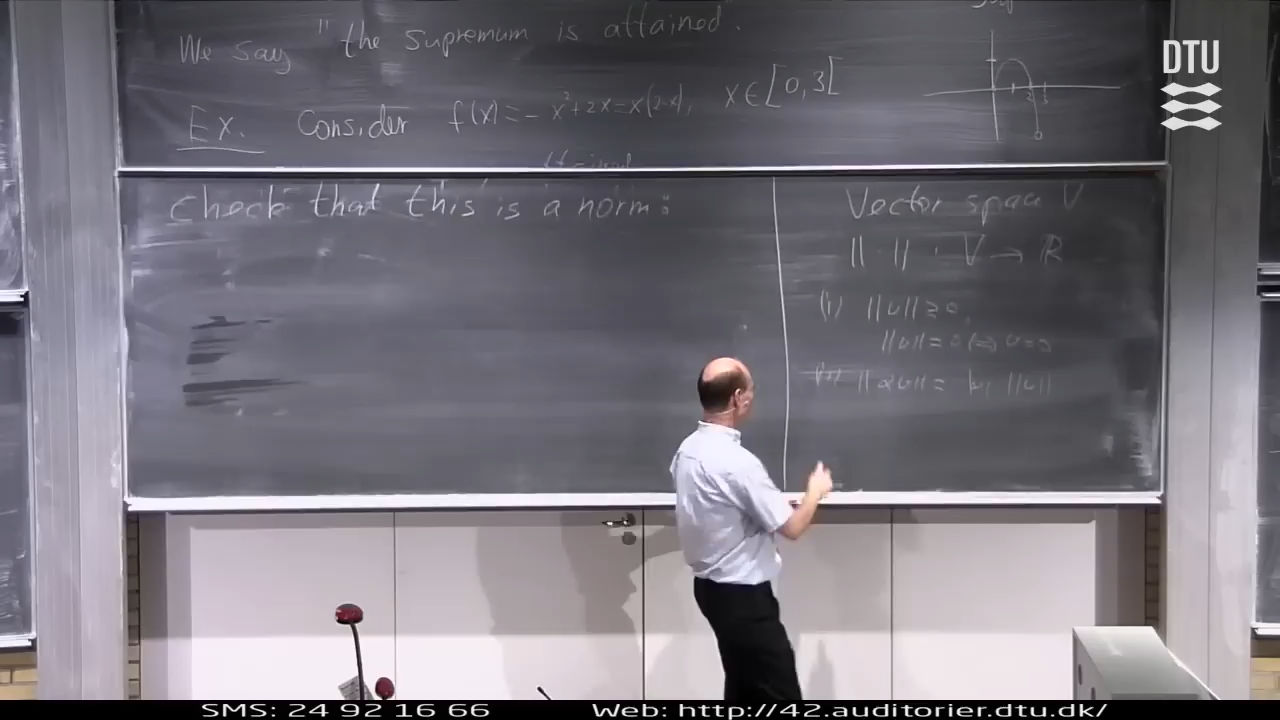 We say "the supremum is attained".
Ex. Consider f(x) = -x²+2x=x(2-x), x∈[0,3[
DTU
check that this is a norm:
Vector space V
||·|| : V → R
(i) ||v|| ≥ 0,
||v|| = 0 ⇔ v=0
(ii) ||αv|| = |α| ||v||
SMS: 24 92 16 66 Web: http://42.auditorier.dtu.dk/